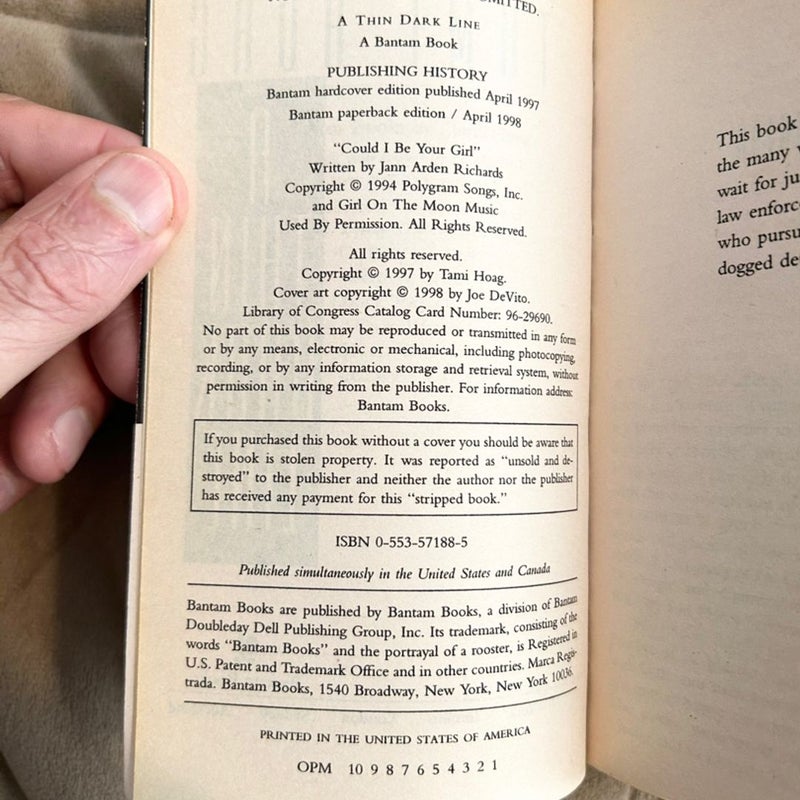 OMITTED.
A THIN DARK LINE
A Bantam Book
PUBLISHING HISTORY
Bantam hardcover edition published April 1997
Bantam paperback edition / April 1998
“Could I Be Your Girl”
Written by Jann Arden Richards
Copyright © 1994 Polygram Songs, Inc.
and Girl On The Moon Music
Used By Permission. All Rights Reserved.
All rights reserved.
Copyright © 1997 by Tami Hoag.
Cover art copyright © 1998 by Joe DeVito.
Library of Congress Catalog Card Number: 96-29690.
No part of this book may be reproduced or transmitted in any form
or by any means, electronic or mechanical, including photocopying,
recording, or by any information storage and retrieval system, without
permission in writing from the publisher. For information address:
Bantam Books.
If you purchased this book without a cover you should be aware that
this book is stolen property. It was reported as “unsold and de-
stroyed” to the publisher and neither the author nor the publisher
has received any payment for this “stripped book.”
ISBN 0-553-57188-5
Published simultaneously in the United States and Canada
Bantam Books are published by Bantam Books, a division of Bantam
Doubleday Dell Publishing Group, Inc. Its trademark, consisting of the
words “Bantam Books” and the portrayal of a rooster, is Registered in
U.S. Patent and Trademark Office and in other countries. Marca Regis-
trada. Bantam Books, 1540 Broadway, New York, New York 10036.
PRINTED IN THE UNITED STATES OF AMERICA
OPM 10 9 8 7 6 5 4 3 2 1
This book
the many
wait for ju
law enforc
who pursu
dogged de